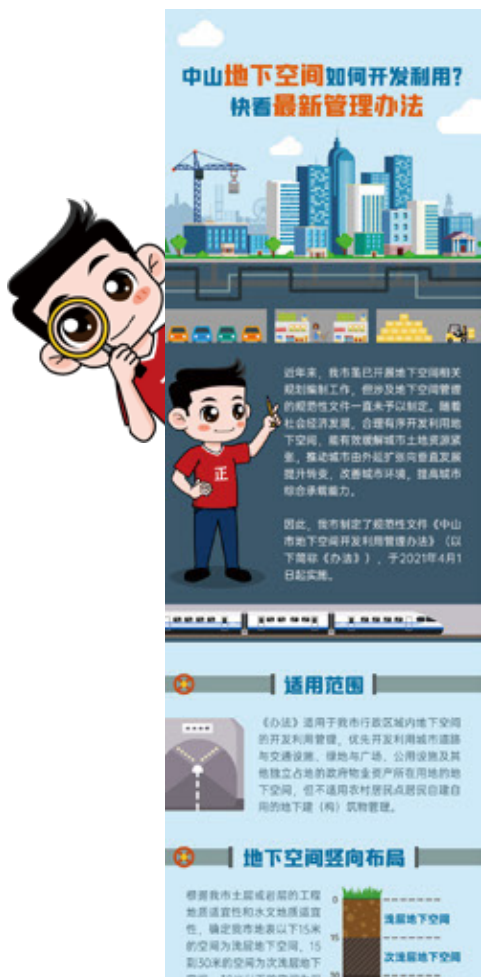 中山地下空间如何开发利用?
快看最新管理办法
近年来，我市虽已开展地下空间相关
规划编制工作，但涉及地下空间管理
的规范性文件一直未予以制定。随着
社会经济发展，合理有序开发利用地
下空间，能有效缓解城市土地资源紧
张，推动城市由外延扩张向垂直发展
提升转变，改善城市环境，提高城市
综合承载能力。
正
因此，我市制定了规范性文件《中山
市地下空间开发利用管理办法》（以
下简称《办法》），于2021年4月1
日起实施。
适用范围
《办法》适用于我市行政区域内地下空间
的开发利用管理，优先开发利用城市道路
与交通设施、绿地与广场、公用设施及其
他独立占地的政府物业资产所在用地的地
下空间，但不适用农村居民点居民自建自
用的地下建（构）筑物管理。
地下空间竖向布局
根据我市土层或岩层的工程
地质适宜性和水文地质适宜
性，确定我市地表以下15米
的空间为浅层地下空间，15
到30米的空间为次浅层地下
0
浅层地下空间
15
次浅层地下空间
30